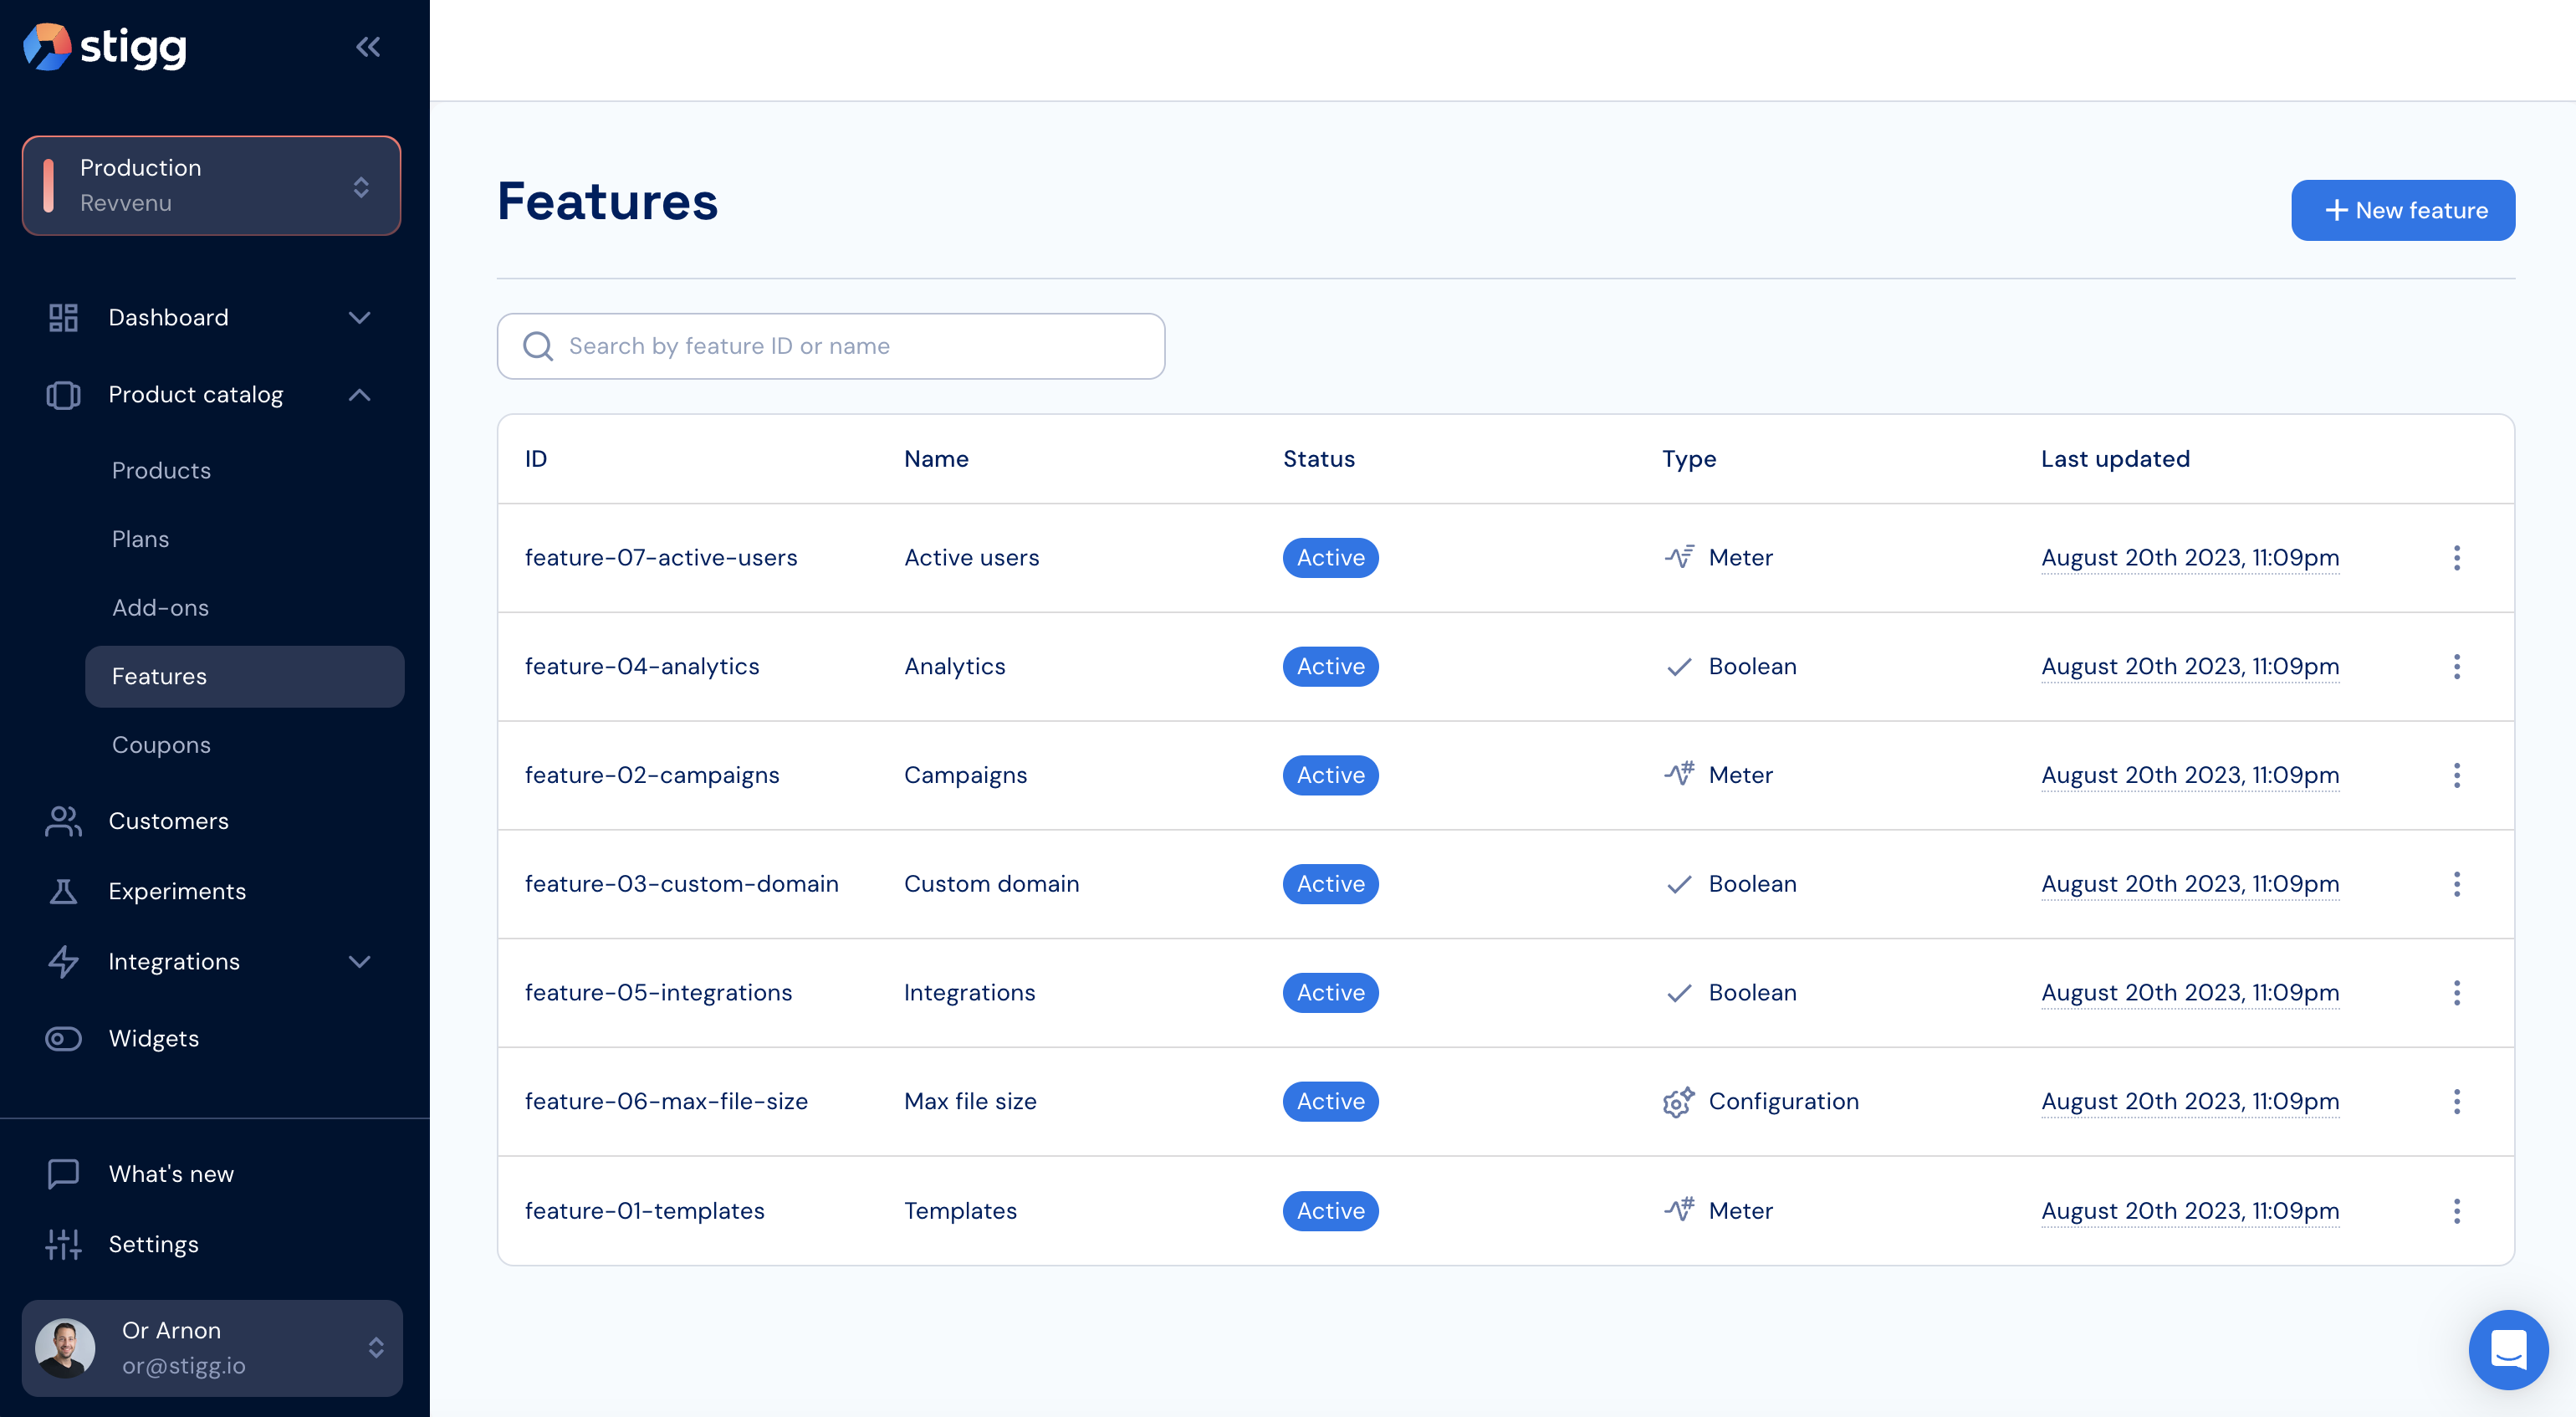 stigg
Production
Revvenu
Dashboard
Product catalog
Products
Plans
Add-ons
Features
Coupons
Customers
Experiments
Integrations
Widgets
What's new
Settings
Or Arnon
or@stigg.io
Features
New feature
Search by feature ID or name
ID Name Status Type Last updated
feature-07-active-users Active users Active Meter August 20th 2023, 11:09pm
feature-04-analytics Analytics Active Boolean August 20th 2023, 11:09pm
feature-02-campaigns Campaigns Active Meter August 20th 2023, 11:09pm
feature-03-custom-domain Custom domain Active Boolean August 20th 2023, 11:09pm
feature-05-integrations Integrations Active Boolean August 20th 2023, 11:09pm
feature-06-max-file-size Max file size Active Configuration August 20th 2023, 11:09pm
feature-01-templates Templates Active Meter August 20th 2023, 11:09pm